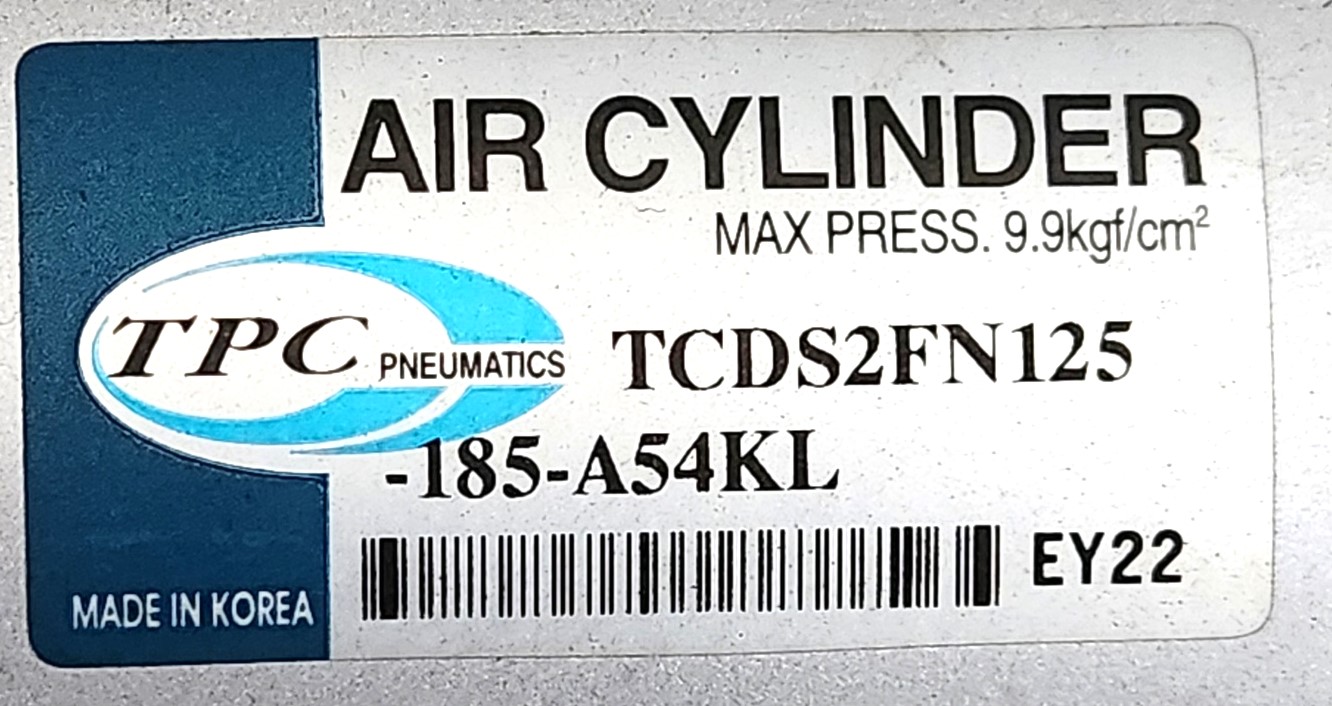 AIR CYLINDER
MAX PRESS. 9.9kgf/cm²
TPC PNEUMATICS
TCDS2FN125
-185-A54KL
EY22
MADE IN KOREA